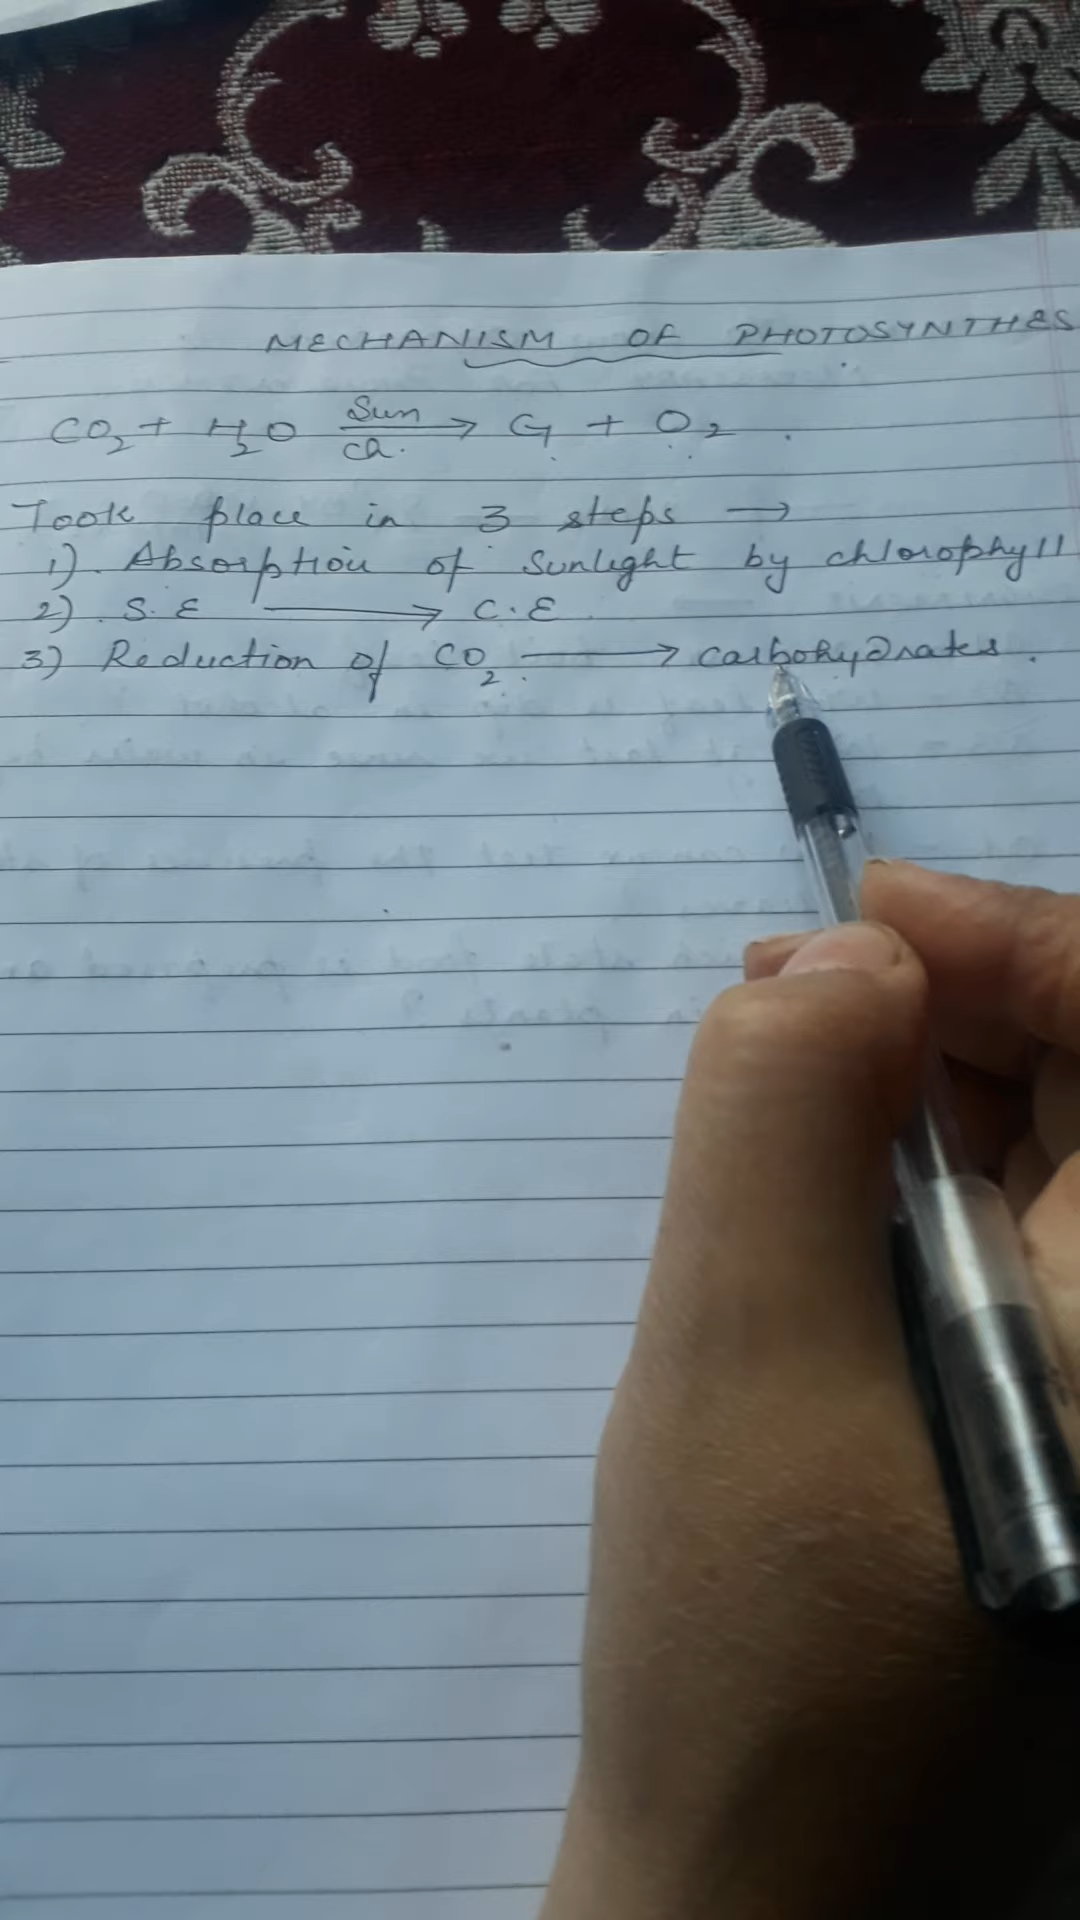 MECHANISM OF PHOTOSYNTHES
CO2 + H2O Sun/Ch. → G + O2.
Took place in 3 steps →
1). Absorption of Sunlight by chlorophyll
2). S.E → C.E
3) Reduction of CO2 → carbohydrates.